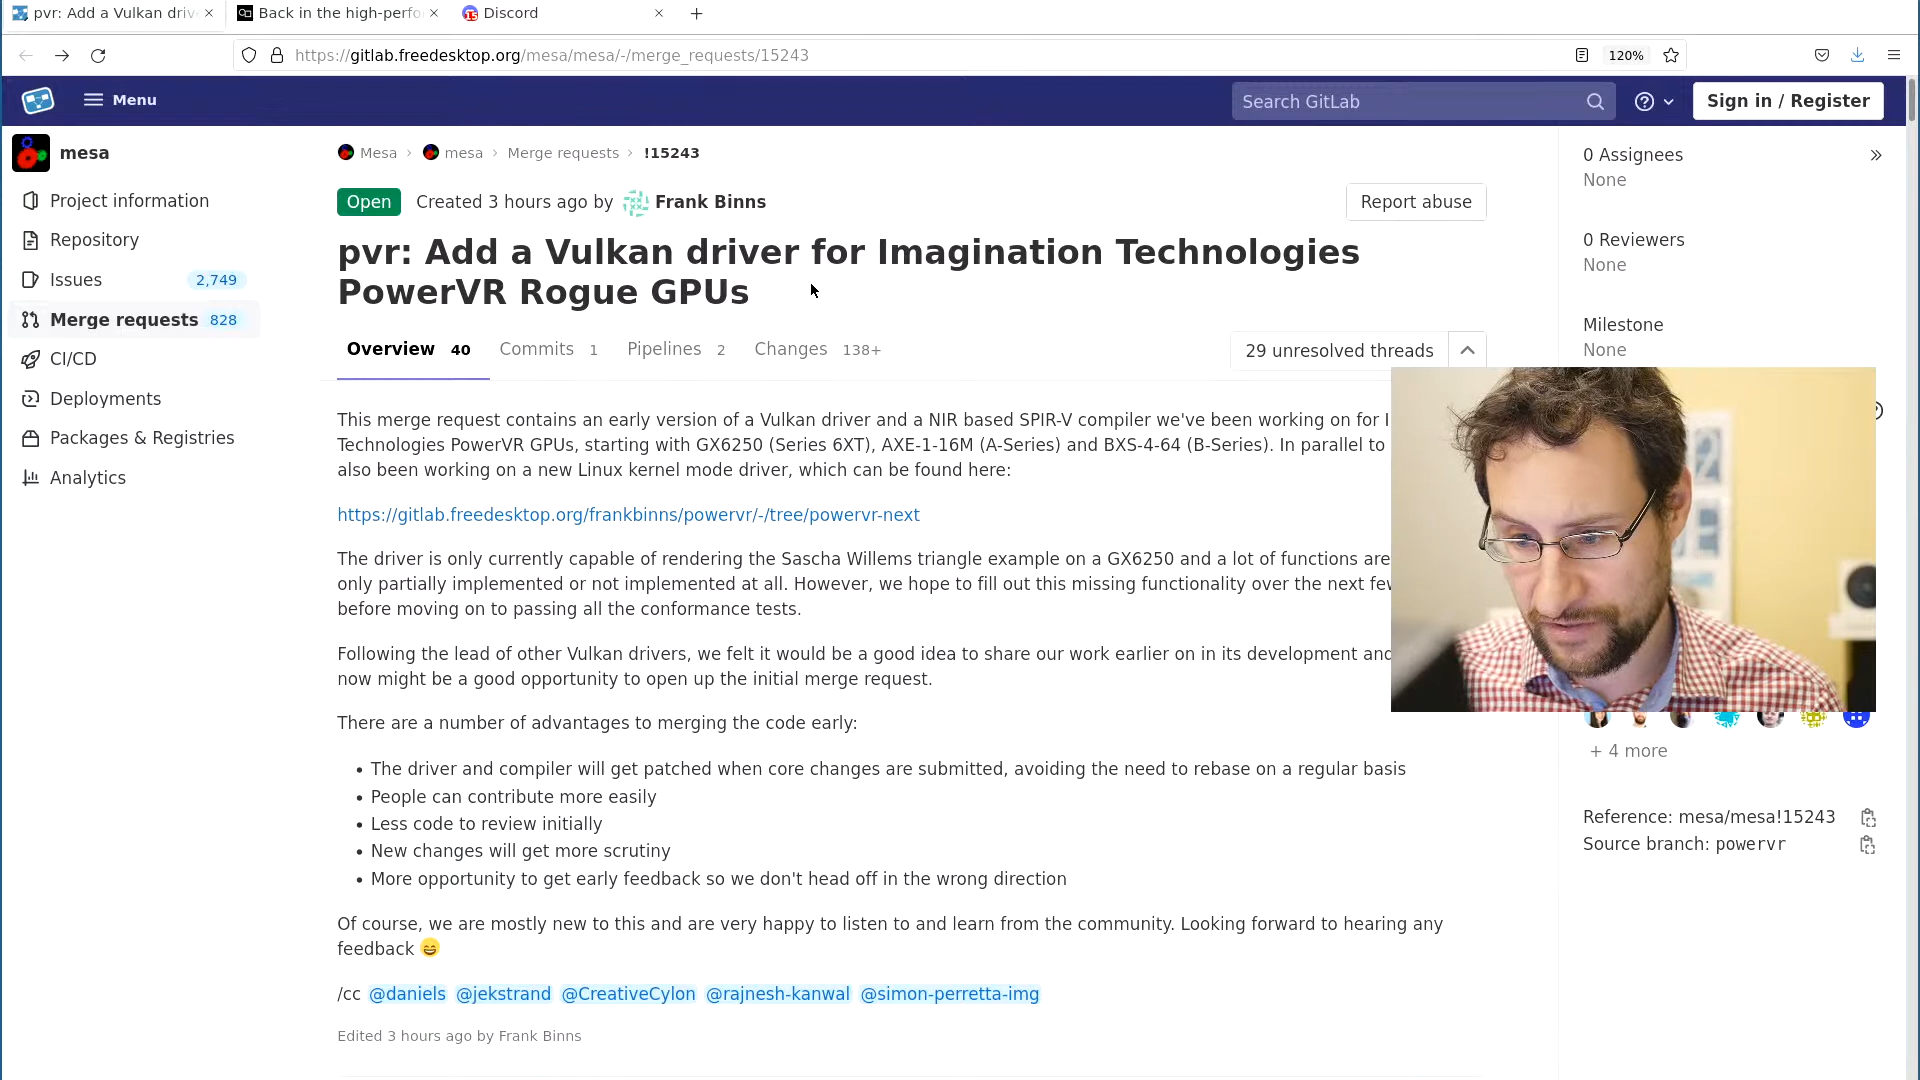 pvr: Add a Vulkan driv
Back in the high-perfo
Discord
https://gitlab.freedesktop.org/mesa/mesa/-/merge_requests/15243
120%
Menu
Search GitLab
Sign in / Register
mesa
Project information
Repository
Issues 2,749
Merge requests 828
CI/CD
Deployments
Packages & Registries
Analytics
Mesa › mesa › Merge requests › !15243
Open Created 3 hours ago by Frank Binns
Report abuse
pvr: Add a Vulkan driver for Imagination Technologies
PowerVR Rogue GPUs
Overview 40 Commits 1 Pipelines 2 Changes 138+
29 unresolved threads
This merge request contains an early version of a Vulkan driver and a NIR based SPIR-V compiler we've been working on for
Technologies PowerVR GPUs, starting with GX6250 (Series 6XT), AXE-1-16M (A-Series) and BXS-4-64 (B-Series). In parallel to
also been working on a new Linux kernel mode driver, which can be found here:
https://gitlab.freedesktop.org/frankbinns/powervr/-/tree/powervr-next
The driver is only currently capable of rendering the Sascha Willems triangle example on a GX6250 and a lot of functions are
only partially implemented or not implemented at all. However, we hope to fill out this missing functionality over the next few
before moving on to passing all the conformance tests.
Following the lead of other Vulkan drivers, we felt it would be a good idea to share our work earlier on in its development and
now might be a good opportunity to open up the initial merge request.
There are a number of advantages to merging the code early:
• The driver and compiler will get patched when core changes are submitted, avoiding the need to rebase on a regular basis
• People can contribute more easily
• Less code to review initially
• New changes will get more scrutiny
• More opportunity to get early feedback so we don't head off in the wrong direction
Of course, we are mostly new to this and are very happy to listen to and learn from the community. Looking forward to hearing any
feedback 😄
/cc @daniels @jekstrand @CreativeCylon @rajnesh-kanwal @simon-perretta-img
Edited 3 hours ago by Frank Binns
0 Assignees
None
0 Reviewers
None
Milestone
None
+ 4 more
Reference: mesa/mesa!15243
Source branch: powervr